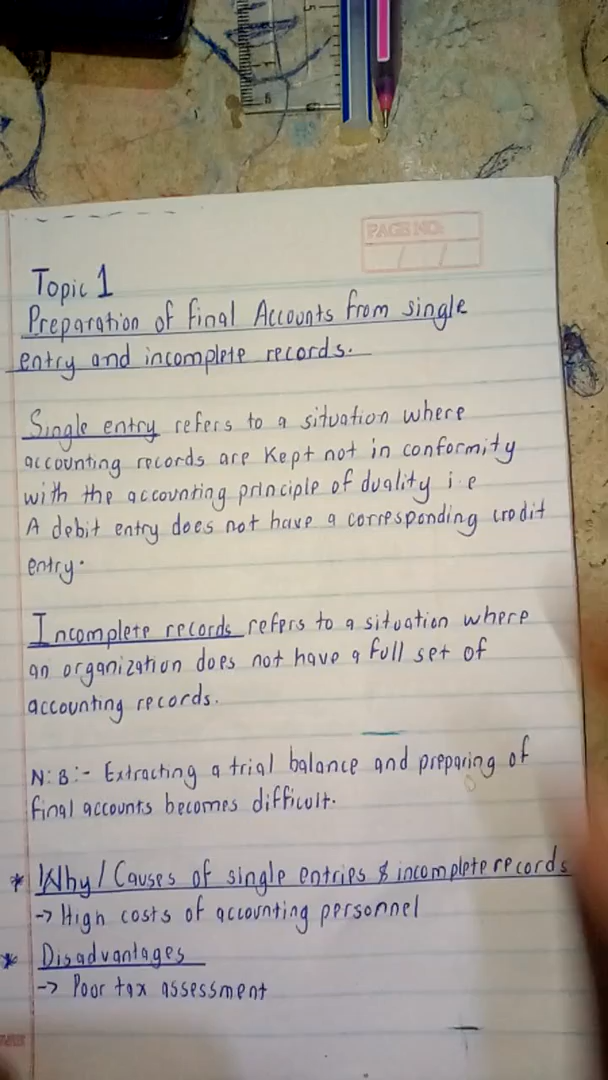 PAGE NO:
Topic 1
Preparation of Final Accounts from single
entry and incomplete records.
Single entry refers to a situation where
accounting records are Kept not in conformity
with the accounting principle of duality i.e
A debit entry does not have a corresponding credit
entry.
Incomplete records refers to a situation where
an organization does not have a full set of
accounting records.
N:B:- Extracting a trial balance and preparing of
final accounts becomes difficult.
* Why / Causes of single entries & incomplete records
-> High costs of accounting personnel
* Disadvantages
-> Poor tax assessment